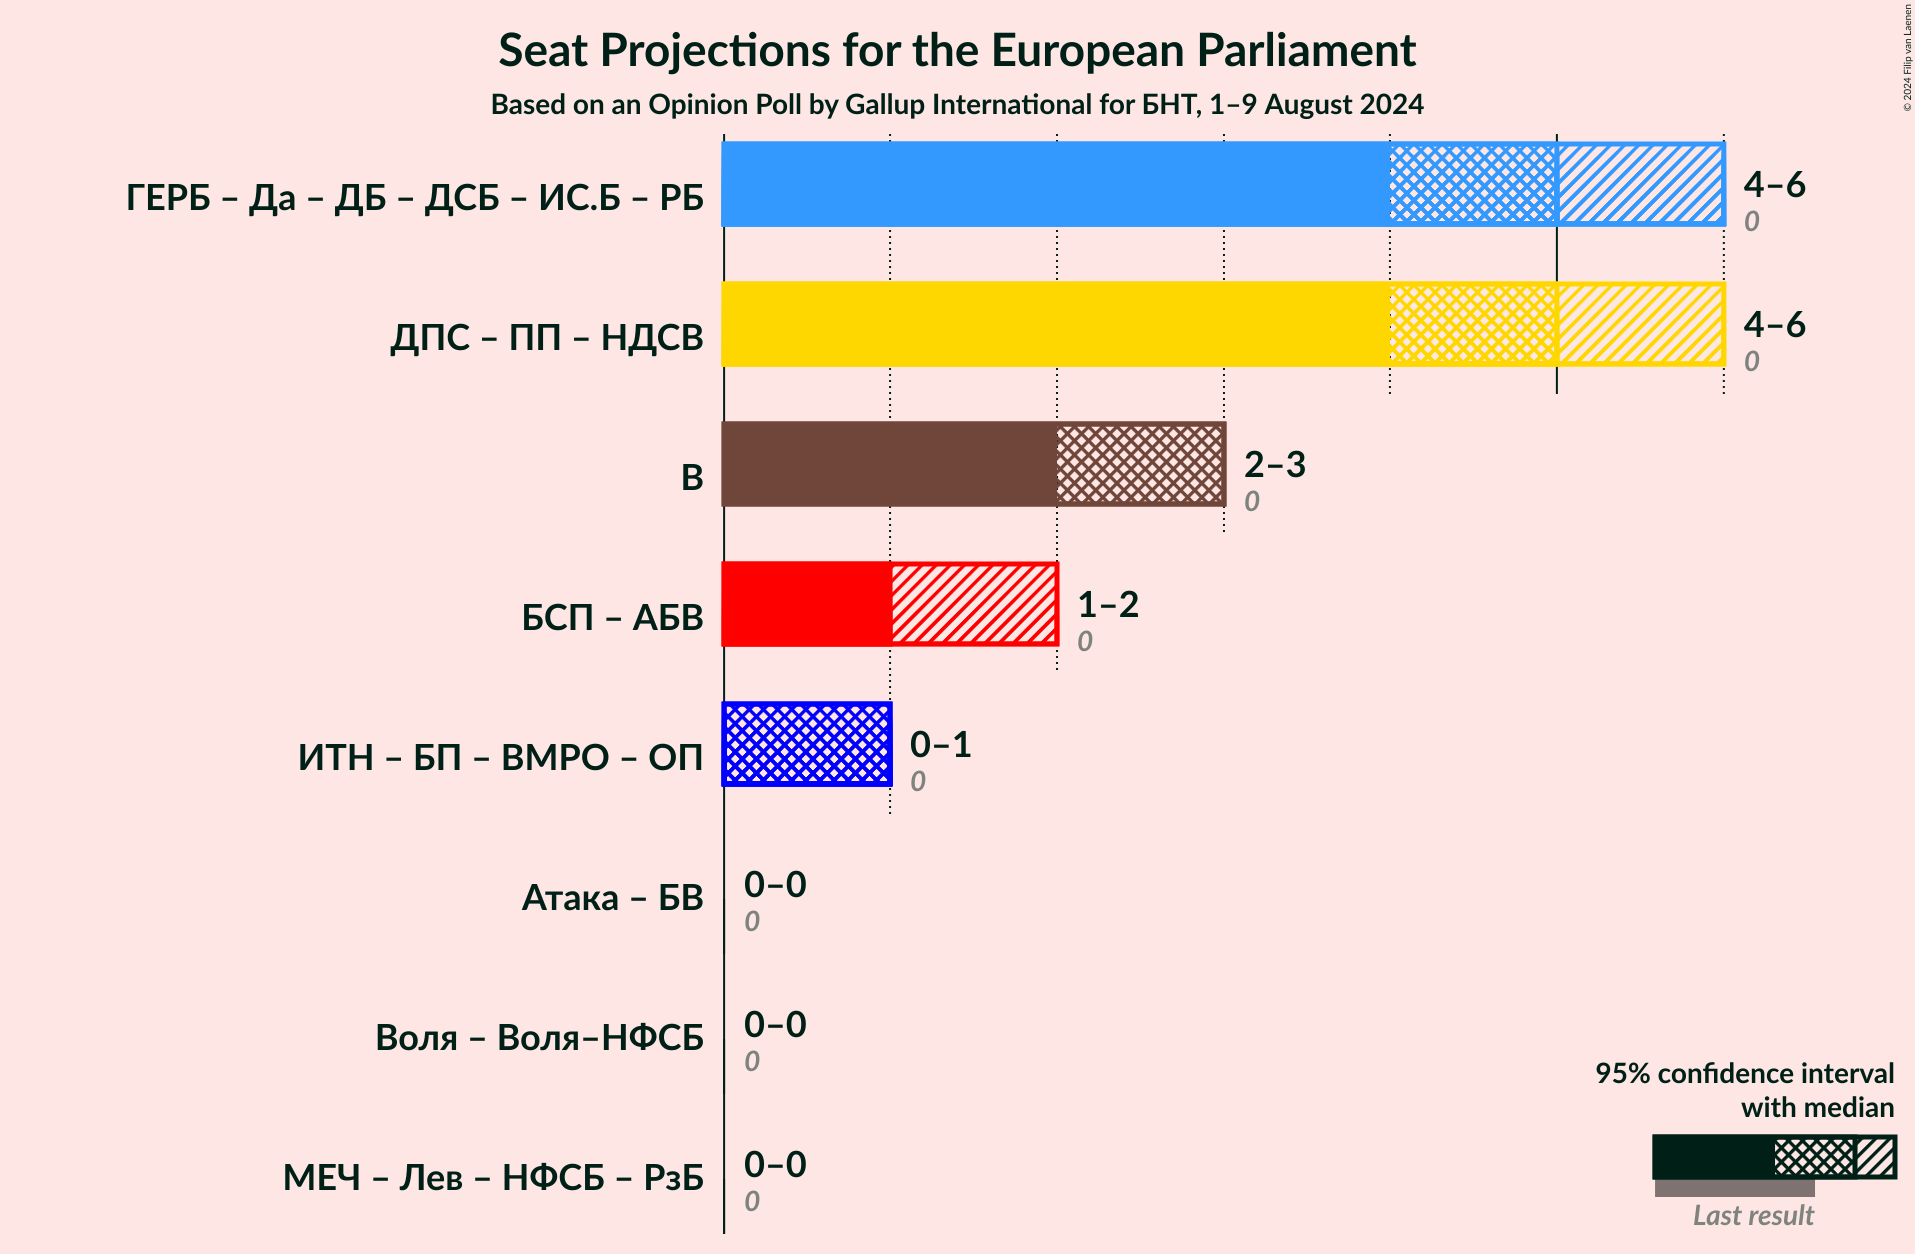 Seat Projections for the European Parliament
Based on an Opinion Poll by Gallup International for БНТ, 1–9 August 2024
© 2024 Filip van Laenen
ГЕРБ – Да – ДБ – ДСБ – ИС.Б – РБ
4–6
0
ДПС – ПП – НДСВ
4–6
0
В
2–3
0
БСП – АБВ
1–2
0
ИТН – БП – ВМРО – ОП
0–1
0
Атака – БВ
0–0
0
Воля – Воля–НФСБ
0–0
0
МЕЧ – Лев – НФСБ – РзБ
0–0
0
95% confidence interval
with median
Last result